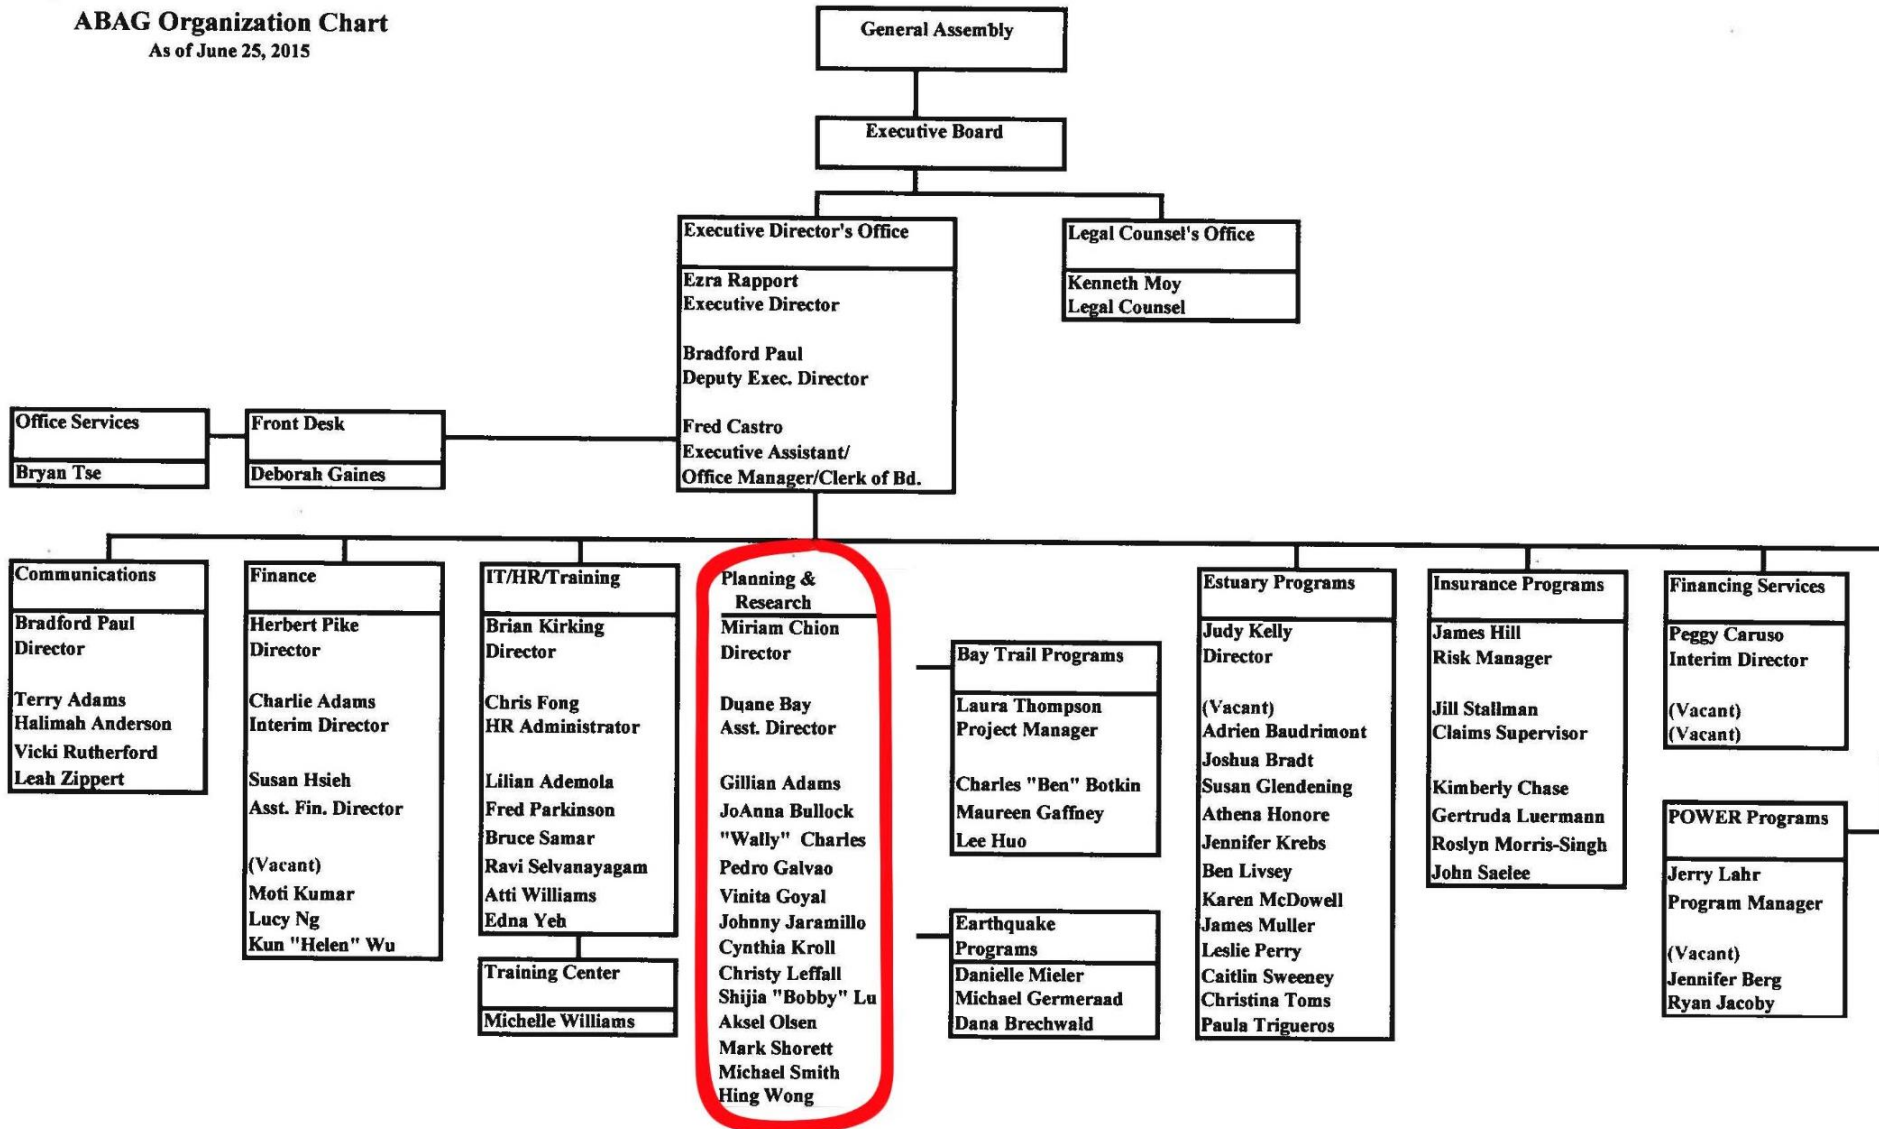 ABAG Organization Chart
As of June 25, 2015
General Assembly
Executive Board
Executive Director's Office
Ezra Rapport
Executive Director
Bradford Paul
Deputy Exec. Director
Fred Castro
Executive Assistant/
Office Manager/Clerk of Bd.
Legal Counsel's Office
Kenneth Moy
Legal Counsel
Office Services
Bryan Tse
Front Desk
Deborah Gaines
Communications
Bradford Paul
Director
Terry Adams
Halimah Anderson
Vicki Rutherford
Leah Zippert
Finance
Herbert Pike
Director
Charlie Adams
Interim Director
Susan Hsieh
Asst. Fin. Director
(Vacant)
Moti Kumar
Lucy Ng
Kun "Helen" Wu
IT/HR/Training
Brian Kirking
Director
Chris Fong
HR Administrator
Lilian Ademola
Fred Parkinson
Bruce Samar
Ravi Selvanayagam
Atti Williams
Edna Yeh
Training Center
Michelle Williams
Planning &
Research
Miriam Chion
Director
Duane Bay
Asst. Director
Gillian Adams
JoAnna Bullock
"Wally" Charles
Pedro Galvao
Vinita Goyal
Johnny Jaramillo
Cynthia Kroll
Christy Leffall
Shijia "Bobby" Lu
Aksel Olsen
Mark Shorett
Michael Smith
Hing Wong
Bay Trail Programs
Laura Thompson
Project Manager
Charles "Ben" Botkin
Maureen Gaffney
Lee Huo
Earthquake
Programs
Danielle Mieler
Michael Germeraad
Dana Brechwald
Estuary Programs
Judy Kelly
Director
(Vacant)
Adrien Baudrimont
Joshua Bradt
Susan Glendening
Athena Honore
Jennifer Krebs
Ben Livsey
Karen McDowell
James Muller
Leslie Perry
Caitlin Sweeney
Christina Toms
Paula Trigueros
Insurance Programs
James Hill
Risk Manager
Jill Stallman
Claims Supervisor
Kimberly Chase
Gertruda Luermann
Roslyn Morris-Singh
John Saelee
Financing Services
Peggy Caruso
Interim Director
(Vacant)
(Vacant)
POWER Programs
Jerry Lahr
Program Manager
(Vacant)
Jennifer Berg
Ryan Jacoby